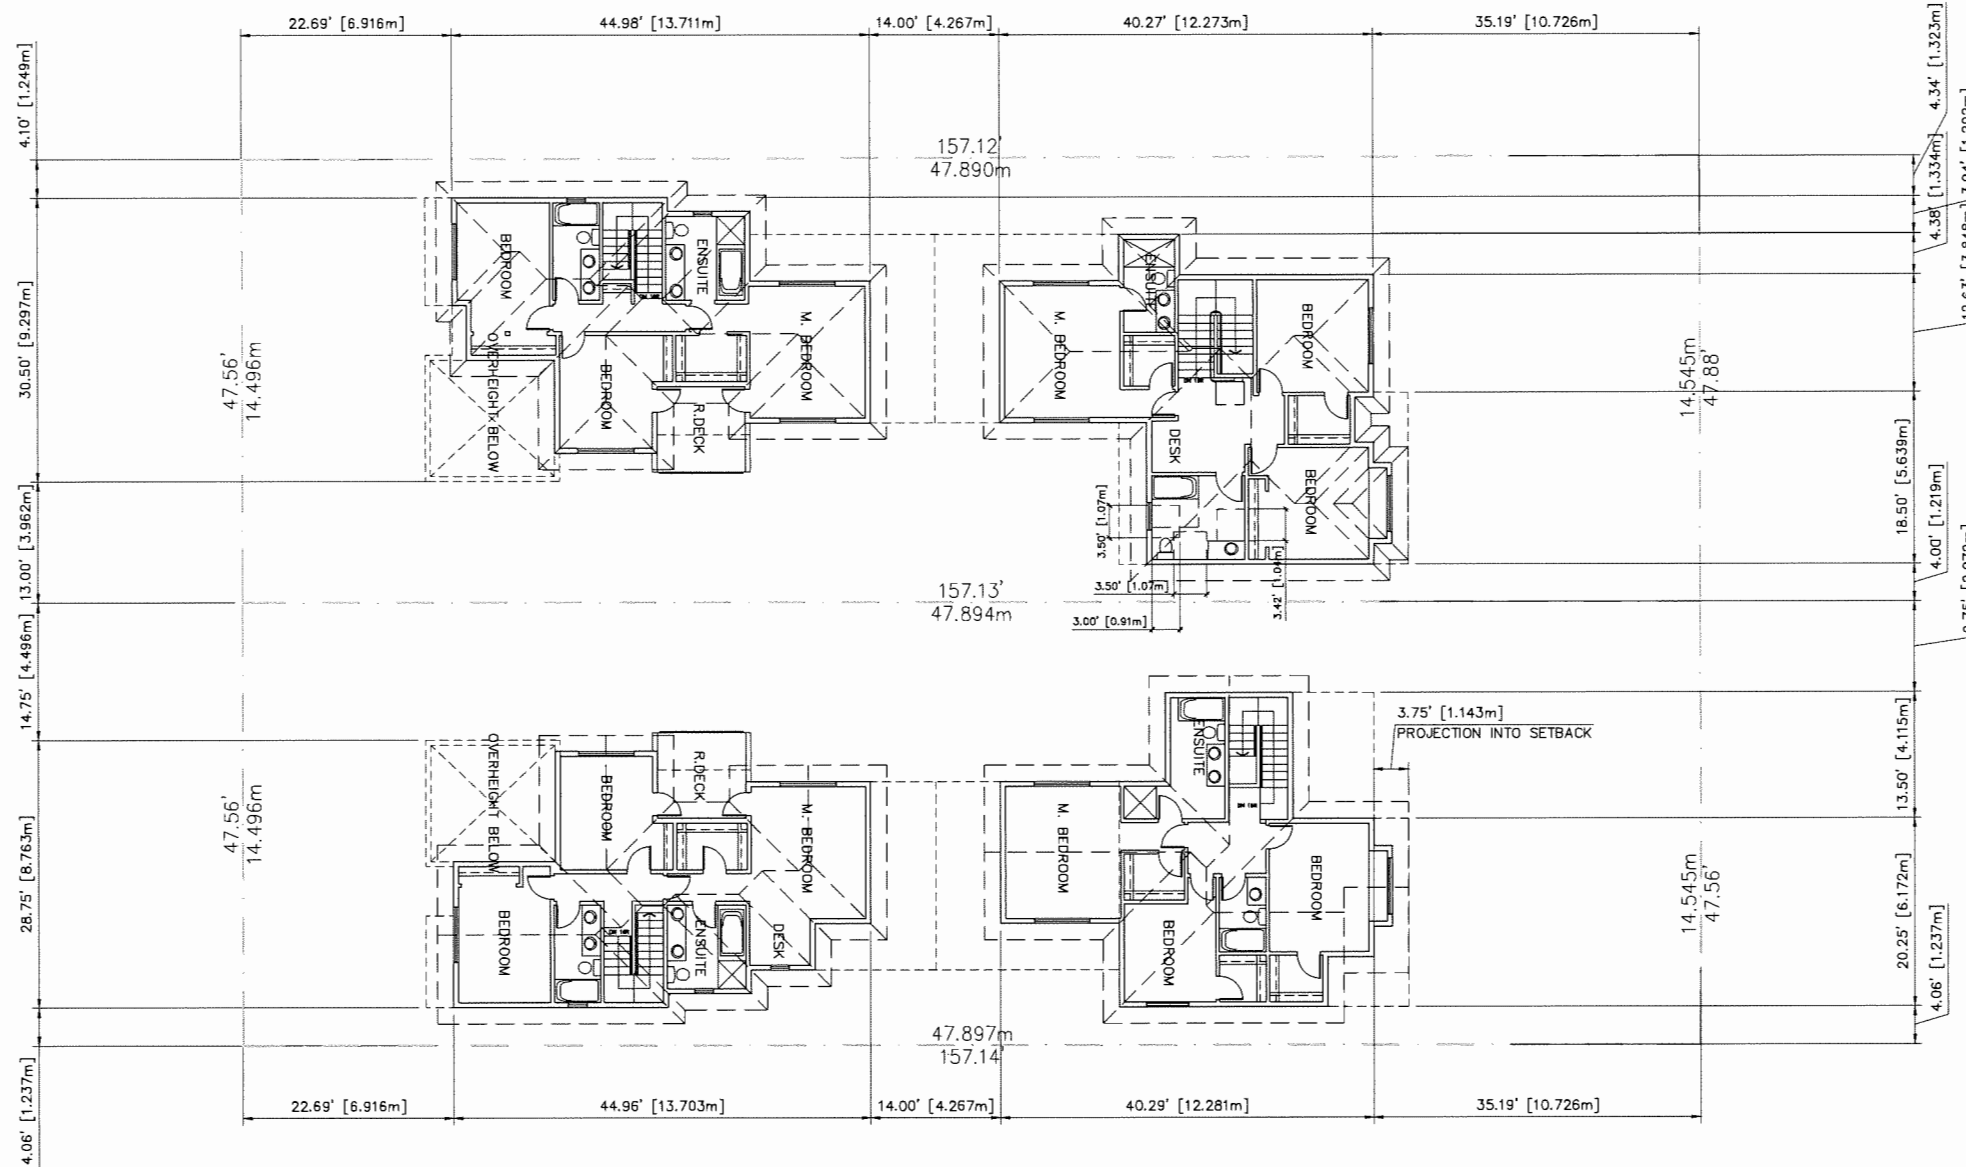 22.69' [6.916m]
44.98' [13.711m]
14.00' [4.267m]
40.27' [12.273m]
35.19' [10.726m]
4.10' [1.249m]
30.50' [9.297m]
13.00' [3.962m]
14.75' [4.496m]
28.75' [8.763m]
4.06' [1.237m]
157.12'
47.890m
47.56'
14.496m
BEDROOM
ENSUITE
OVERHEIGHT BELOW
BEDROOM
R.DECK
M. BEDROOM
M. BEDROOM
ENSUITE
BEDROOM
DESK
BEDROOM
3.50' [1.07m]
3.50' [1.07m]
3.42' [1.04m]
3.00' [0.91m]
14.545m
47.88'
4.34' [1.323m]
4.38' [1.334m]
18.50' [5.639m]
4.00' [1.219m]
157.13'
47.894m
47.56'
14.496m
OVERHEIGHT BELOW
BEDROOM
R.DECK
M. BEDROOM
BEDROOM
ENSUITE
DESK
ENSUITE
M. BEDROOM
BEDROOM
BEDROOM
3.75' [1.143m]
PROJECTION INTO SETBACK
14.545m
47.56'
13.50' [4.115m]
20.25' [6.172m]
4.06' [1.237m]
47.897m
157.14'
22.69' [6.916m]
44.96' [13.703m]
14.00' [4.267m]
40.29' [12.281m]
35.19' [10.726m]